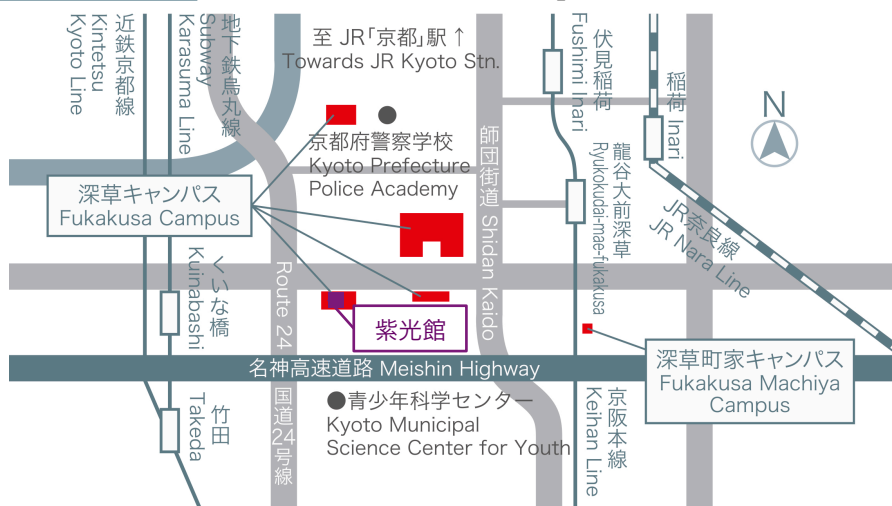 近鉄京都線
Kintetsu
Kyoto Line
地下鉄烏丸線
Subway
Karasuma Line
至 JR「京都」駅 ↑
Towards JR Kyoto Stn.
伏見稲荷
Fushimi Inari
稲荷 Inari
N
京都府警察学校
Kyoto Prefecture
Police Academy
師団街道 Shidan Kaido
龍谷大前深草
Ryukokudai-mae-fukakusa
JR奈良線
JR Nara Line
深草キャンパス
Fukakusa Campus
くいな橋
Kuinabashi
Route 24
国道24号線
紫光館
深草町家キャンパス
Fukakusa Machiya
Campus
名神高速道路 Meishin Highway
竹田
Takeda
●青少年科学センター
Kyoto Municipal
Science Center for Youth
京阪本線
Keihan Line